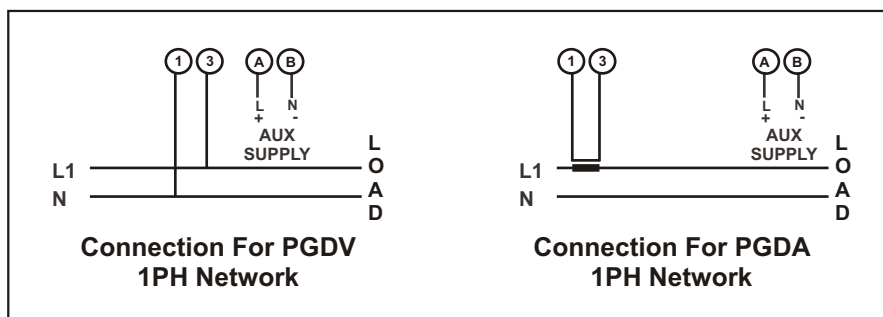 1 3 A B
L N
+ -
AUX
SUPPLY
L1
N
LOAD
Connection For PGDV
1PH Network
1 3 A B
L N
+ -
AUX
SUPPLY
L1
N
LOAD
Connection For PGDA
1PH Network